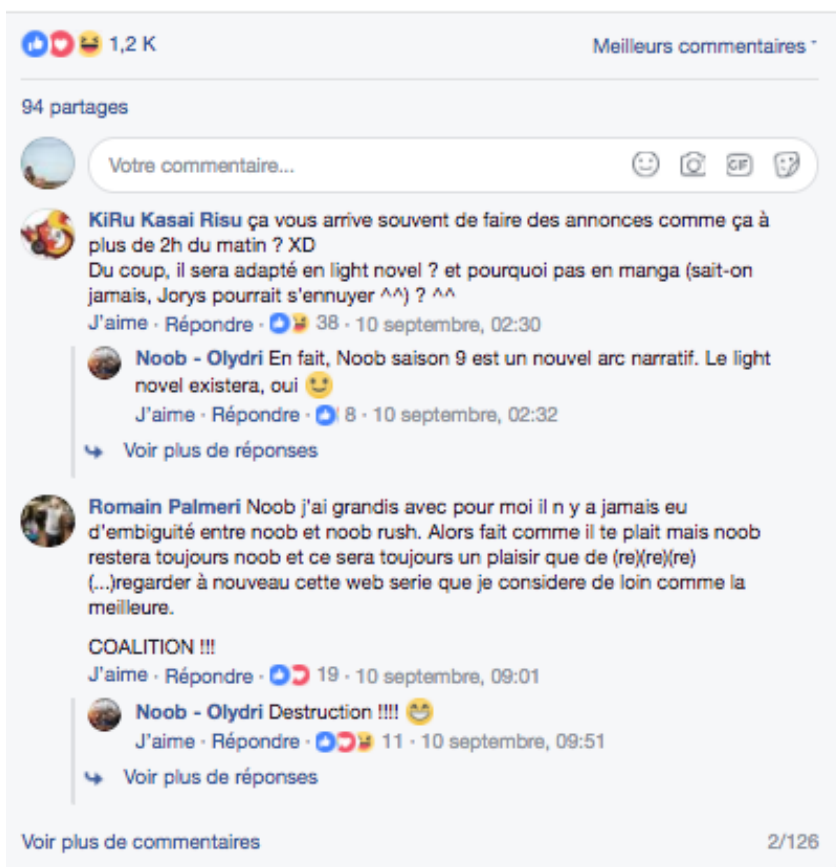 1,2 K
Meilleurs commentaires
94 partages
Votre commentaire...
GIF
KiRu Kasai Risu ça vous arrive souvent de faire des annonces comme ça à
plus de 2h du matin ? XD
Du coup, il sera adapté en light novel ? et pourquoi pas en manga (sait-on
jamais, Jorys pourrait s'ennuyer ^^) ? ^^
J'aime · Répondre · 38 · 10 septembre, 02:30
Noob - Olydri En fait, Noob saison 9 est un nouvel arc narratif. Le light
novel existera, oui
J'aime · Répondre · 8 · 10 septembre, 02:32
Voir plus de réponses
Romain Palmeri Noob j'ai grandis avec pour moi il n y a jamais eu
d'embiguité entre noob et noob rush. Alors fait comme il te plait mais noob
restera toujours noob et ce sera toujours un plaisir que de (re)(re)(re)
(...)regarder à nouveau cette web serie que je considere de loin comme la
meilleure.
COALITION !!!
J'aime · Répondre · 19 · 10 septembre, 09:01
Noob - Olydri Destruction !!!!
J'aime · Répondre · 11 · 10 septembre, 09:51
Voir plus de réponses
Voir plus de commentaires
2/126